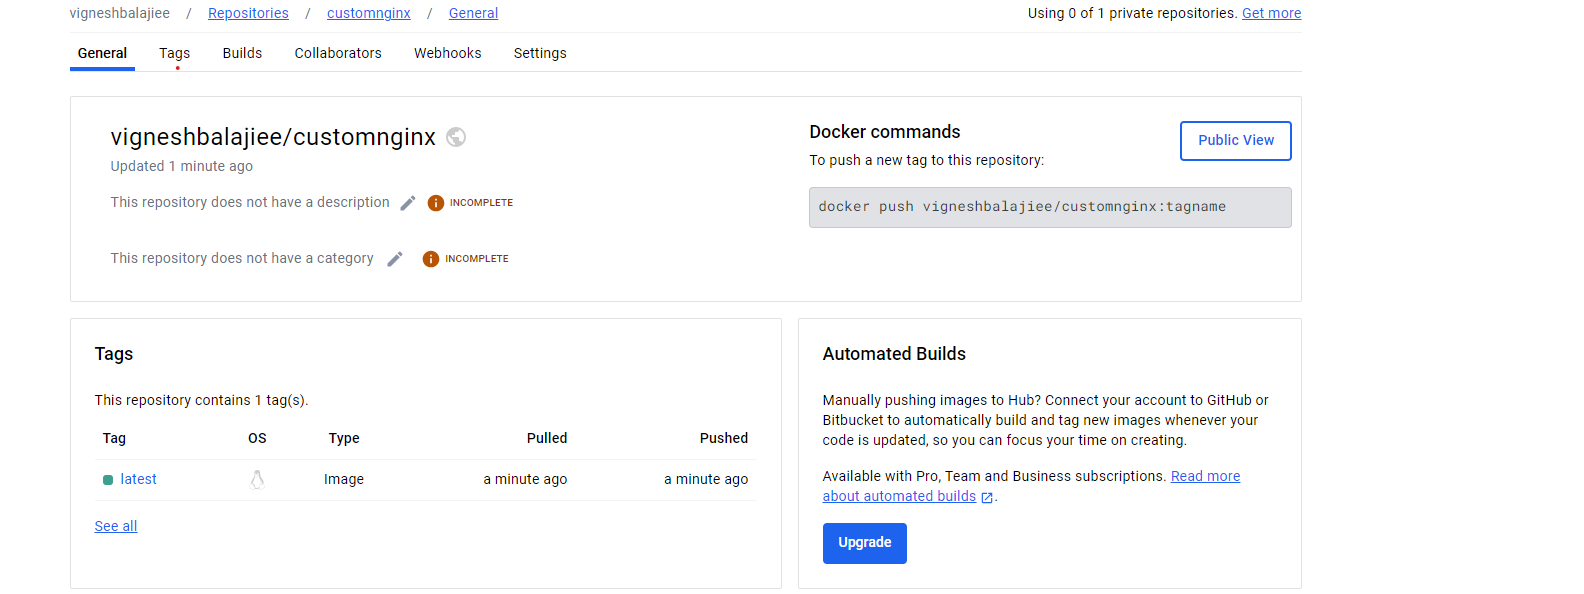 vigneshbalajiee / Repositories / customnginx / General
Using 0 of 1 private repositories. Get more
General Tags Builds Collaborators Webhooks Settings
vigneshbalajiee/customnginx
Updated 1 minute ago
This repository does not have a description INCOMPLETE
This repository does not have a category INCOMPLETE
Docker commands
Public View
To push a new tag to this repository:
docker push vigneshbalajiee/customnginx:tagname
Tags
This repository contains 1 tag(s).
Tag OS Type Pulled Pushed
latest Image a minute ago a minute ago
See all
Automated Builds
Manually pushing images to Hub? Connect your account to GitHub or
Bitbucket to automatically build and tag new images whenever your
code is updated, so you can focus your time on creating.
Available with Pro, Team and Business subscriptions. Read more
about automated builds .
Upgrade